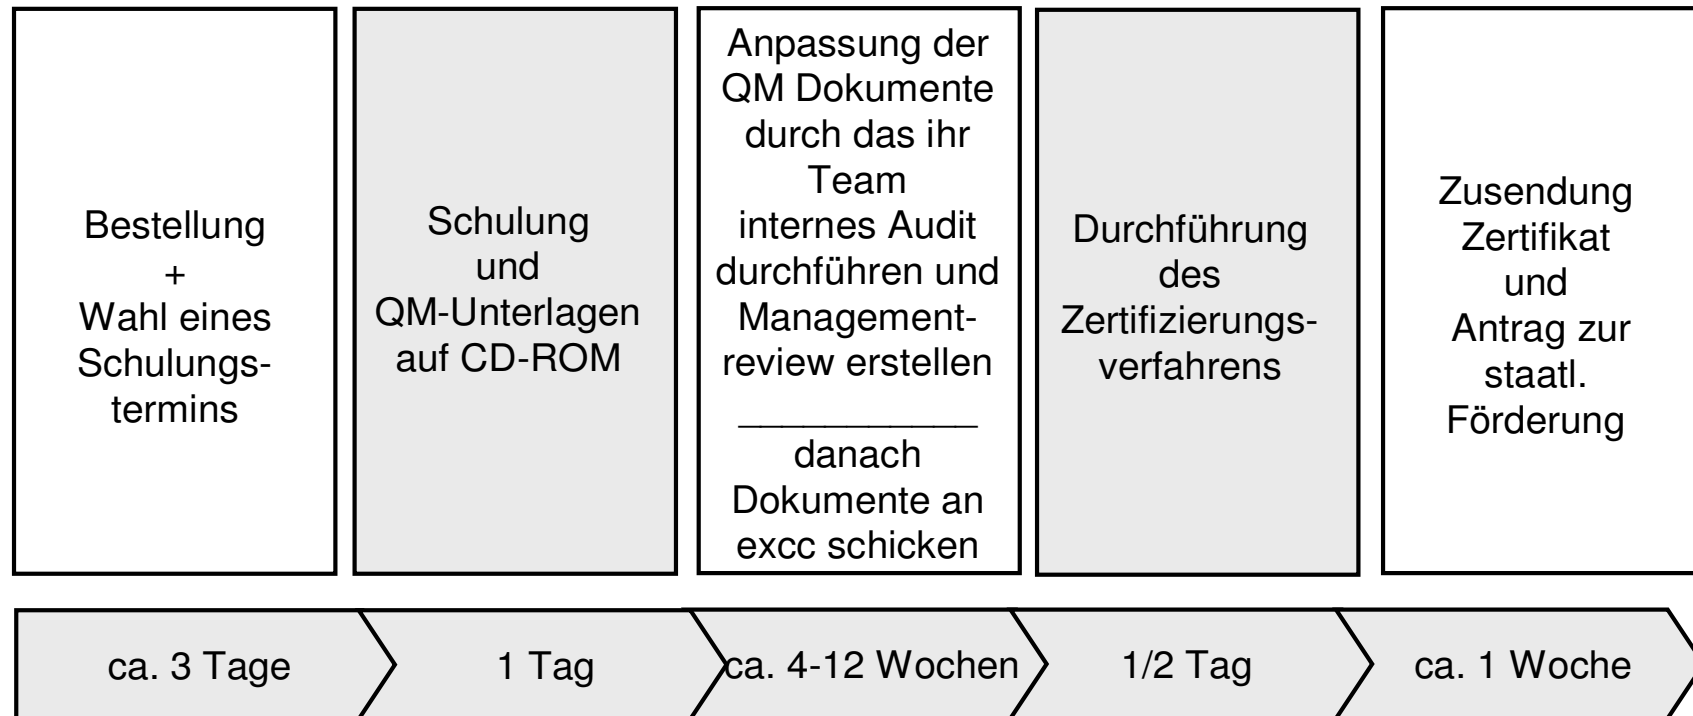 Bestellung
+
Wahl eines
Schulungs-
termins
Schulung
und
QM-Unterlagen
auf CD-ROM
Anpassung der
QM Dokumente
durch das ihr
Team
internes Audit
durchführen und
Management-
review erstellen
___________
danach
Dokumente an
excc schicken
Durchführung
des
Zertifizierungs-
verfahrens
Zusendung
Zertifikat
und
Antrag zur
staatl.
Förderung
ca. 3 Tage
1 Tag
ca. 4-12 Wochen
1/2 Tag
ca. 1 Woche